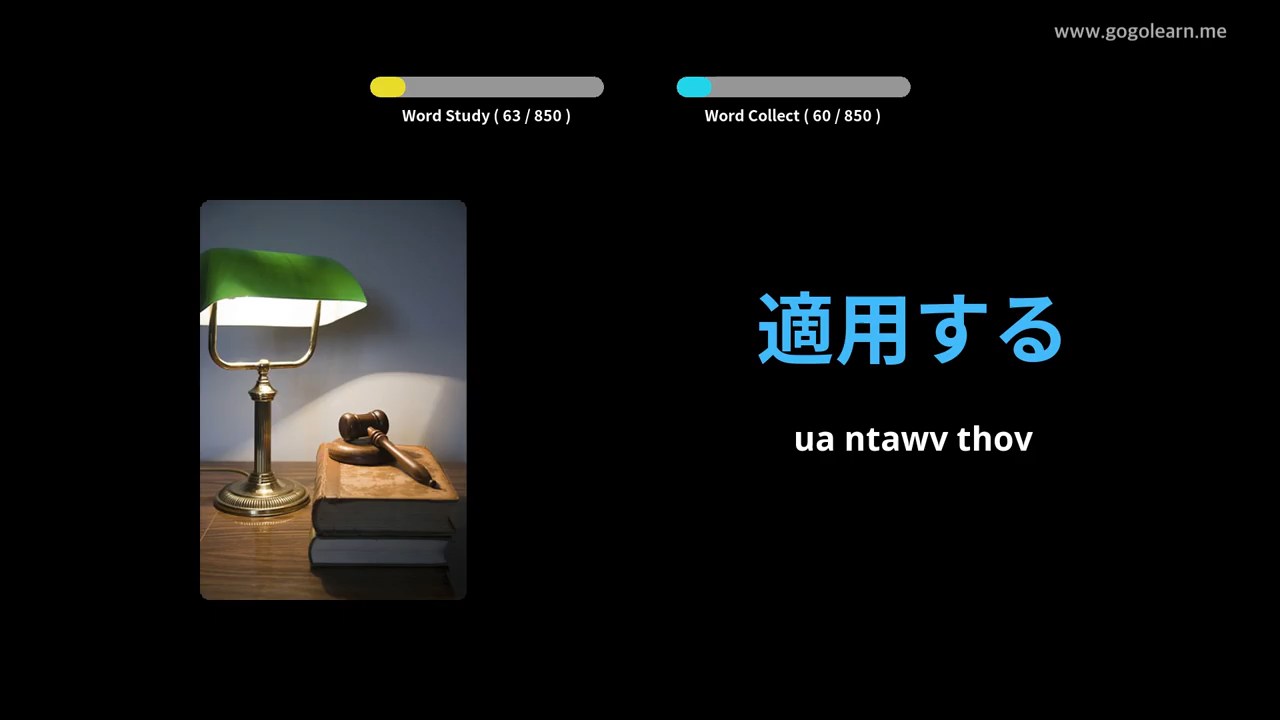 www.gogolearn.me
Word Study ( 63 / 850 )
Word Collect ( 60 / 850 )
適用する
ua ntawv thov